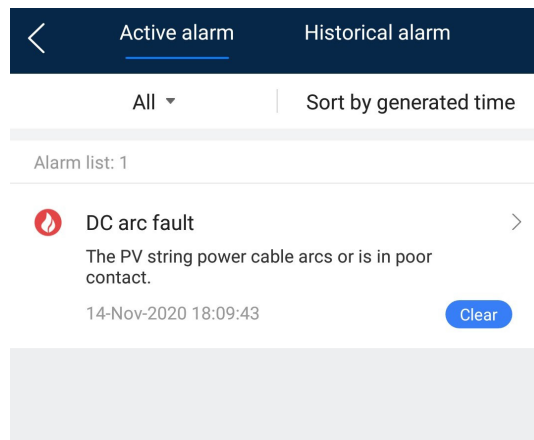 Active alarm Historical alarm
All Sort by generated time
Alarm list: 1
DC arc fault
The PV string power cable arcs or is in poor
contact.
14-Nov-2020 18:09:43 Clear